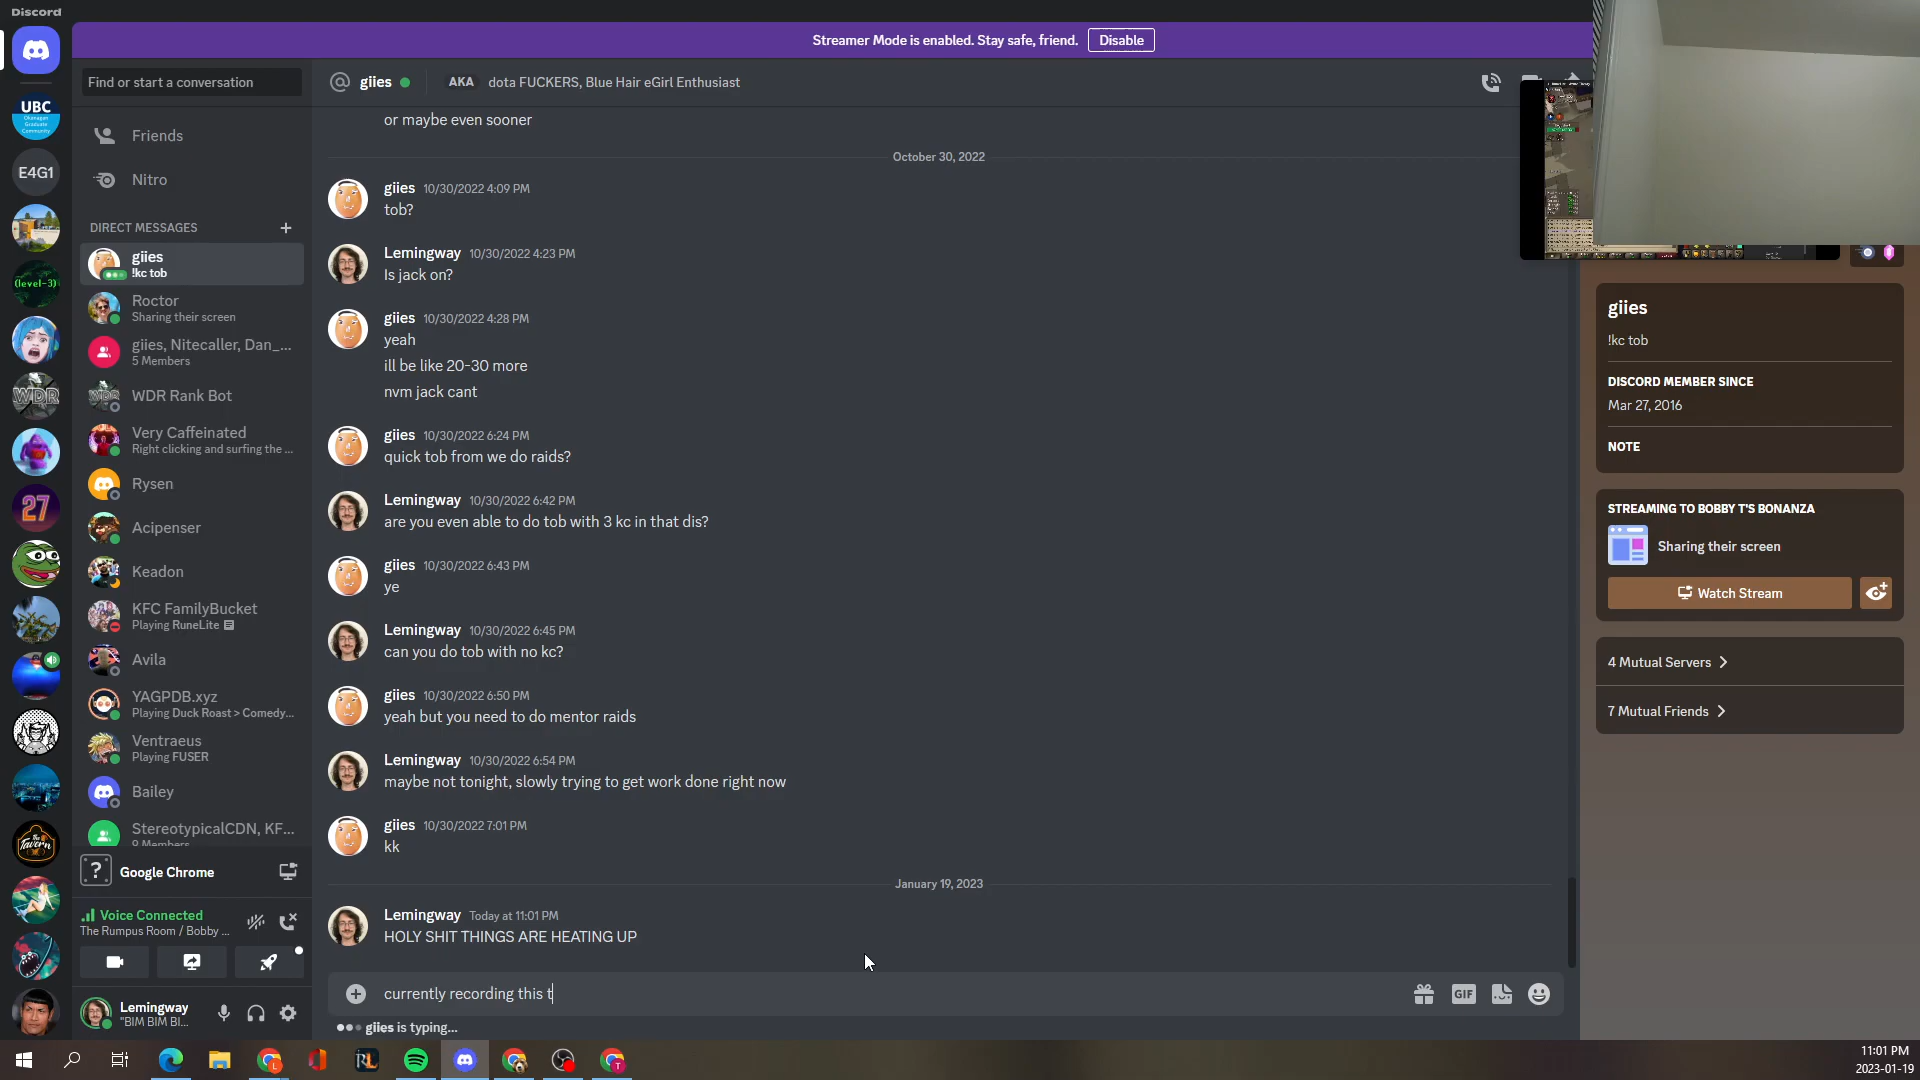 Discord
Streamer Mode is enabled. Stay safe, friend.
Disable
Find or start a conversation
giies
AKA
dota FUCKERS, Blue Hair eGirl Enthusiast
UBC
Okanagan
Graduate
Community
E4G1
(level-3)
WDR
27
The
Tavern
Friends
Nitro
DIRECT MESSAGES
giies
!kc tob
Roctor
Sharing their screen
giies, Nitecaller, Dan_...
5 Members
WDR Rank Bot
Very Caffeinated
Right clicking and surfing the ...
Rysen
Acipenser
Keadon
KFC FamilyBucket
Playing RuneLite
Avila
YAGPDB.xyz
Playing Duck Roast > Comedy...
Ventraeus
Playing FUSER
Bailey
StereotypicalCDN, KF...
9 Members
?
Google Chrome
Voice Connected
The Rumpus Room / Bobby ...
Lemingway
"BIM BIM BI...
or maybe even sooner
October 30, 2022
giies 10/30/2022 4:09 PM
tob?
Lemingway 10/30/2022 4:23 PM
Is jack on?
giies 10/30/2022 4:28 PM
yeah
ill be like 20-30 more
nvm jack cant
giies 10/30/2022 6:24 PM
quick tob from we do raids?
Lemingway 10/30/2022 6:42 PM
are you even able to do tob with 3 kc in that dis?
giies 10/30/2022 6:43 PM
ye
Lemingway 10/30/2022 6:45 PM
can you do tob with no kc?
giies 10/30/2022 6:50 PM
yeah but you need to do mentor raids
Lemingway 10/30/2022 6:54 PM
maybe not tonight, slowly trying to get work done right now
giies 10/30/2022 7:01 PM
kk
January 19, 2023
Lemingway Today at 11:01 PM
HOLY SHIT THINGS ARE HEATING UP
currently recording this t
GIF
giies is typing...
giies
!kc tob
DISCORD MEMBER SINCE
Mar 27, 2016
NOTE
STREAMING TO BOBBY T'S BONANZA
Sharing their screen
Watch Stream
4 Mutual Servers
7 Mutual Friends
RL
L
T
11:01 PM
2023-01-19